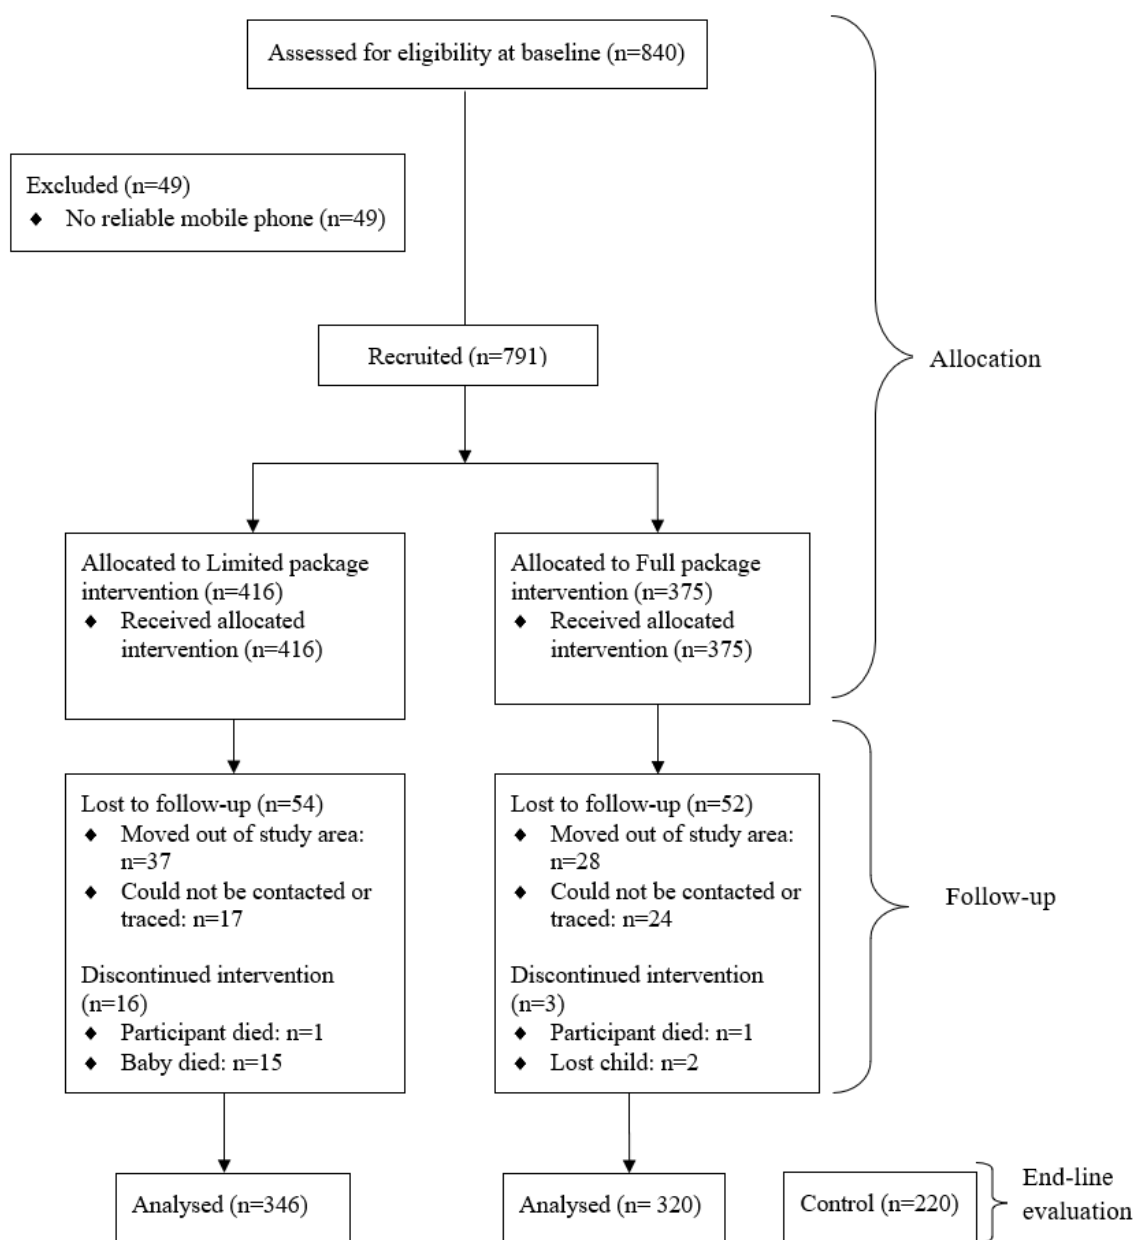 Assessed for eligibility at baseline (n=840)
Excluded (n=49)
♦ No reliable mobile phone (n=49)
Recruited (n=791)
Allocation
Allocated to Limited package
intervention (n=416)
♦ Received allocated
intervention (n=416)
Allocated to Full package
intervention (n=375)
♦ Received allocated
intervention (n=375)
Lost to follow-up (n=54)
♦ Moved out of study area:
n=37
♦ Could not be contacted or
traced: n=17
Discontinued intervention
(n=16)
♦ Participant died: n=1
♦ Baby died: n=15
Lost to follow-up (n=52)
♦ Moved out of study area:
n=28
♦ Could not be contacted or
traced: n=24
Discontinued intervention
(n=3)
♦ Participant died: n=1
♦ Lost child: n=2
Follow-up
Analysed (n=346)
Analysed (n= 320)
Control (n=220)
End-line
evaluation